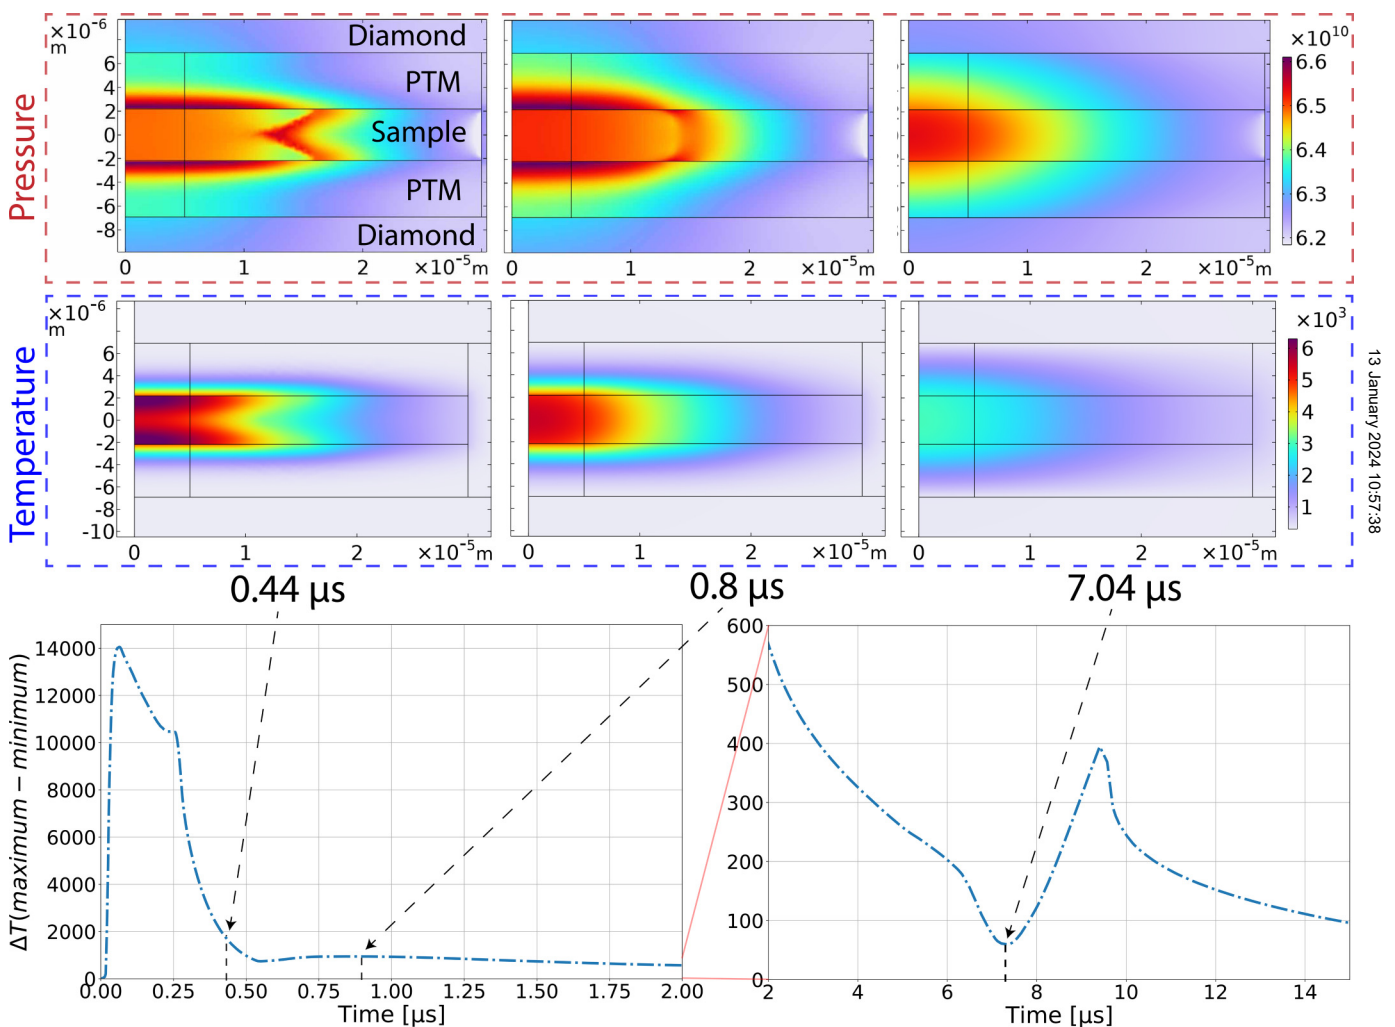 Pressure
×10⁻⁶
m
6
4
2
0
-2
-4
-6
-8
Diamond
PTM
Sample
PTM
Diamond
0 1 2 ×10⁻⁵m
0 1 2 ×10⁻⁵m
0 1 2 ×10⁻⁵m
×10¹⁰
6.6
6.5
6.4
6.3
6.2
Temperature
×10⁻⁶
m
6
4
2
0
-2
-4
-6
-8
-10
0 1 2 ×10⁻⁵m
0 1 2 ×10⁻⁵m
0 1 2 ×10⁻⁵m
×10³
6
5
4
3
2
1
13 January 2024 10:57:38
0.44 μs
0.8 μs
7.04 μs
ΔT(maximum − minimum)
14000
12000
10000
8000
6000
4000
2000
0
0.00 0.25 0.50 0.75 1.00 1.25 1.50 1.75 2.00
Time [μs]
600
500
400
300
200
100
0
2 4 6 8 10 12 14
Time [μs]